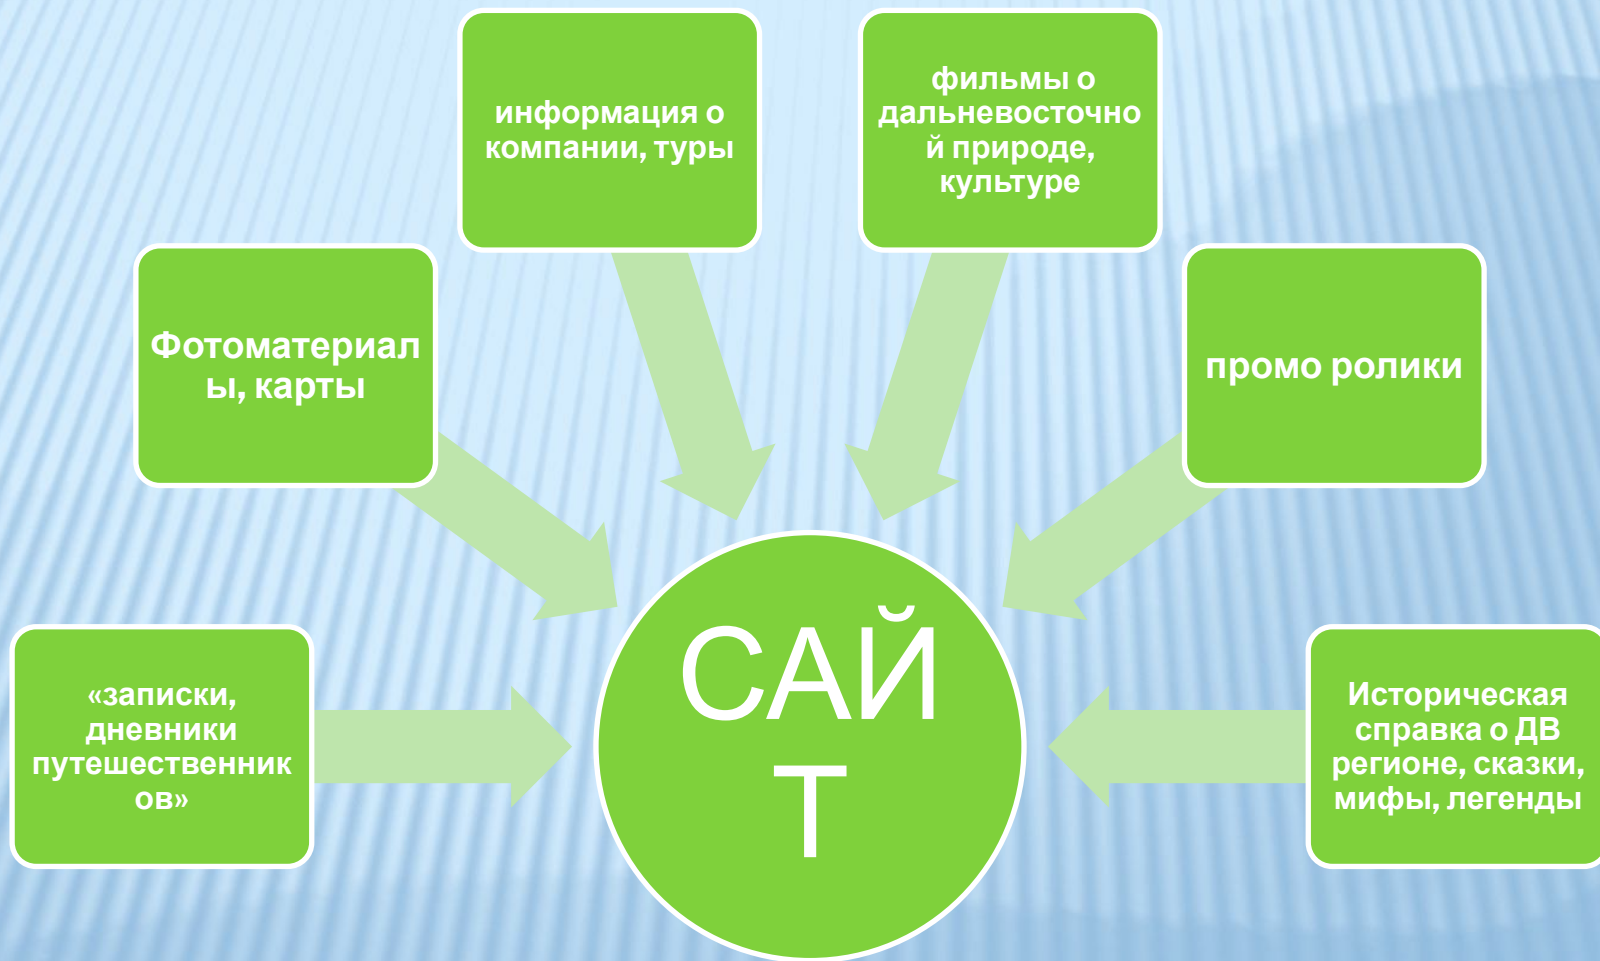 информация о
компании, туры
фильмы о
дальневосточно
й природе,
культуре
Фотоматериал
ы, карты
промо ролики
«записки,
дневники
путешественник
ов»
САЙ
Т
Историческая
справка о ДВ
регионе, сказки,
мифы, легенды